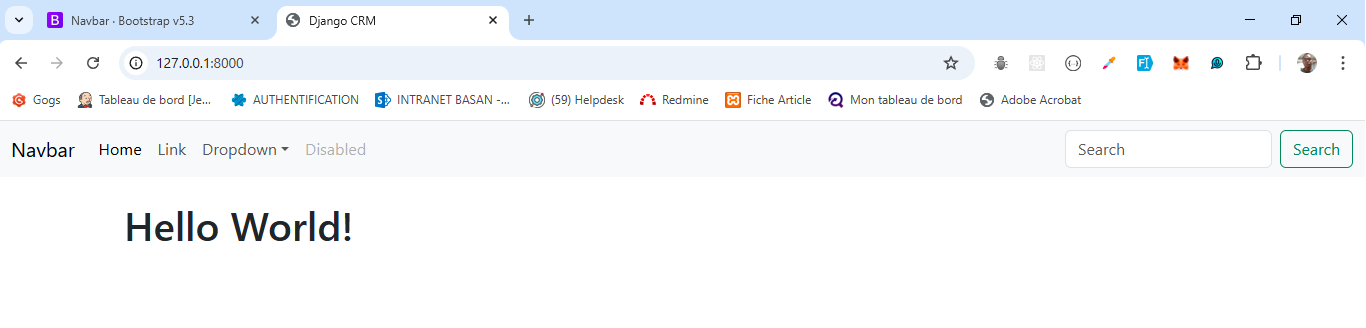 Navbar · Bootstrap v5.3
Django CRM
127.0.0.1:8000
Gogs Tableau de bord [Je... AUTHENTIFICATION INTRANET BASAN -... (59) Helpdesk Redmine Fiche Article Mon tableau de bord Adobe Acrobat
Navbar Home Link Dropdown Disabled Search Search
Hello World!